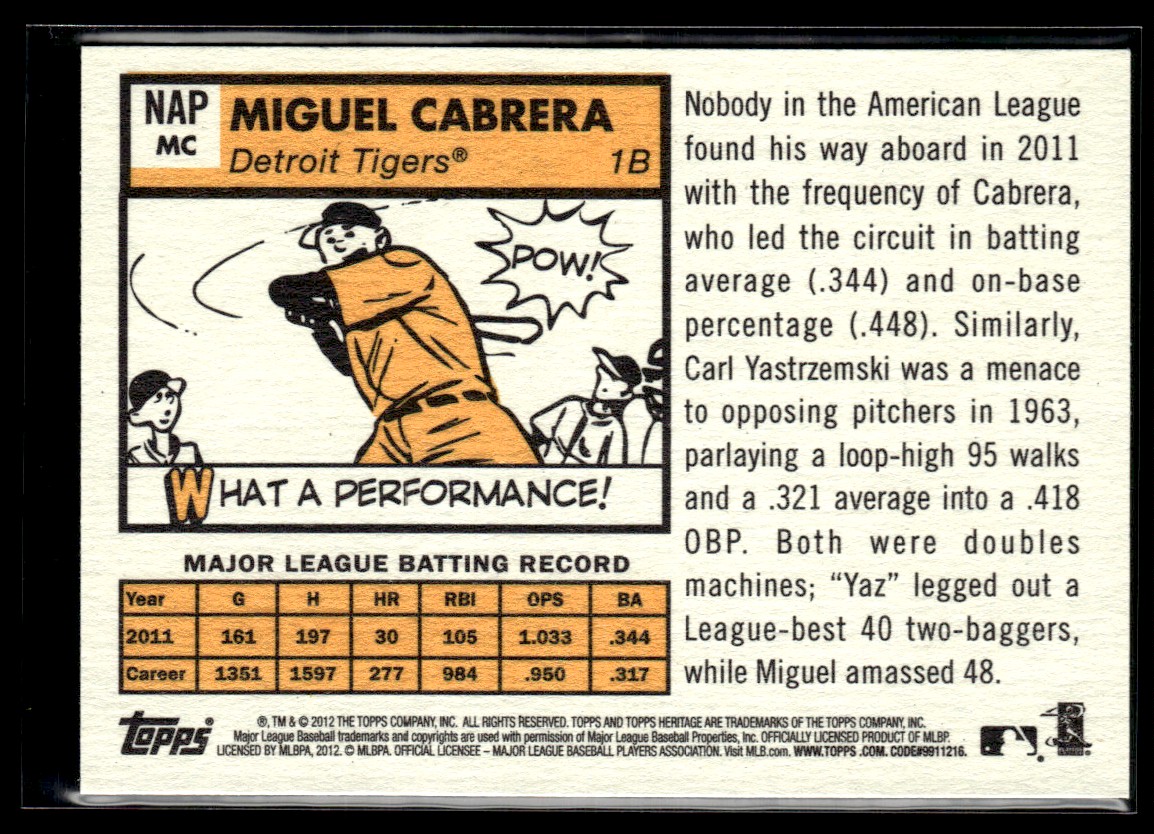 NAP
MC
MIGUEL CABRERA
Detroit Tigers®
1B
POW!
WHAT A PERFORMANCE!
MAJOR LEAGUE BATTING RECORD
Year G H HR RBI OPS BA
2011 161 197 30 105 1.033 .344
Career 1351 1597 277 984 .950 .317
Nobody in the American League
found his way aboard in 2011
with the frequency of Cabrera,
who led the circuit in batting
average (.344) and on-base
percentage (.448). Similarly,
Carl Yastrzemski was a menace
to opposing pitchers in 1963,
parlaying a loop-high 95 walks
and a .321 average into a .418
OBP. Both were doubles
machines; “Yaz” legged out a
League-best 40 two-baggers,
while Miguel amassed 48.
Topps®
®, TM & © 2012 THE TOPPS COMPANY, INC. ALL RIGHTS RESERVED. TOPPS AND TOPPS HERITAGE ARE TRADEMARKS OF THE TOPPS COMPANY, INC.
Major League Baseball trademarks and copyrights are used with permission of Major League Baseball Properties, Inc. OFFICIALLY LICENSED PRODUCT OF MLBP.
LICENSED BY MLBPA, 2012. © MLBPA. OFFICIAL LICENSEE – MAJOR LEAGUE BASEBALL PLAYERS ASSOCIATION. Visit MLB.com. WWW.TOPPS.COM. CODE#9911216.